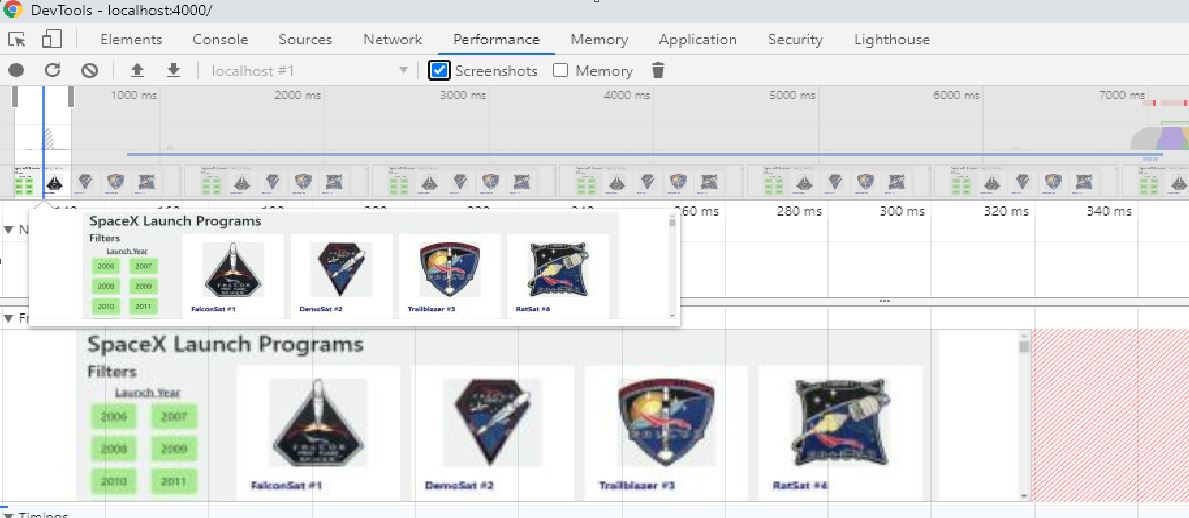 DevTools - localhost:4000/
Elements Console Sources Network Performance Memory Application Security Lighthouse
localhost #1 Screenshots Memory
1000 ms 2000 ms 3000 ms 4000 ms 5000 ms 6000 ms 7000 ms
280 ms 300 ms 320 ms 340 ms
SpaceX Launch Programs
Filters
Launch Year
2006 2007
2008 2009
2010 2011
FalconSat #1 DemoSat #2 Trailblazer #3 RatSat #4
SpaceX Launch Programs
Filters
Launch Year
2006 2007
2008 2009
2010 2011
FalconSat #1 DemoSat #2 Trailblazer #3 RatSat #4
Timings